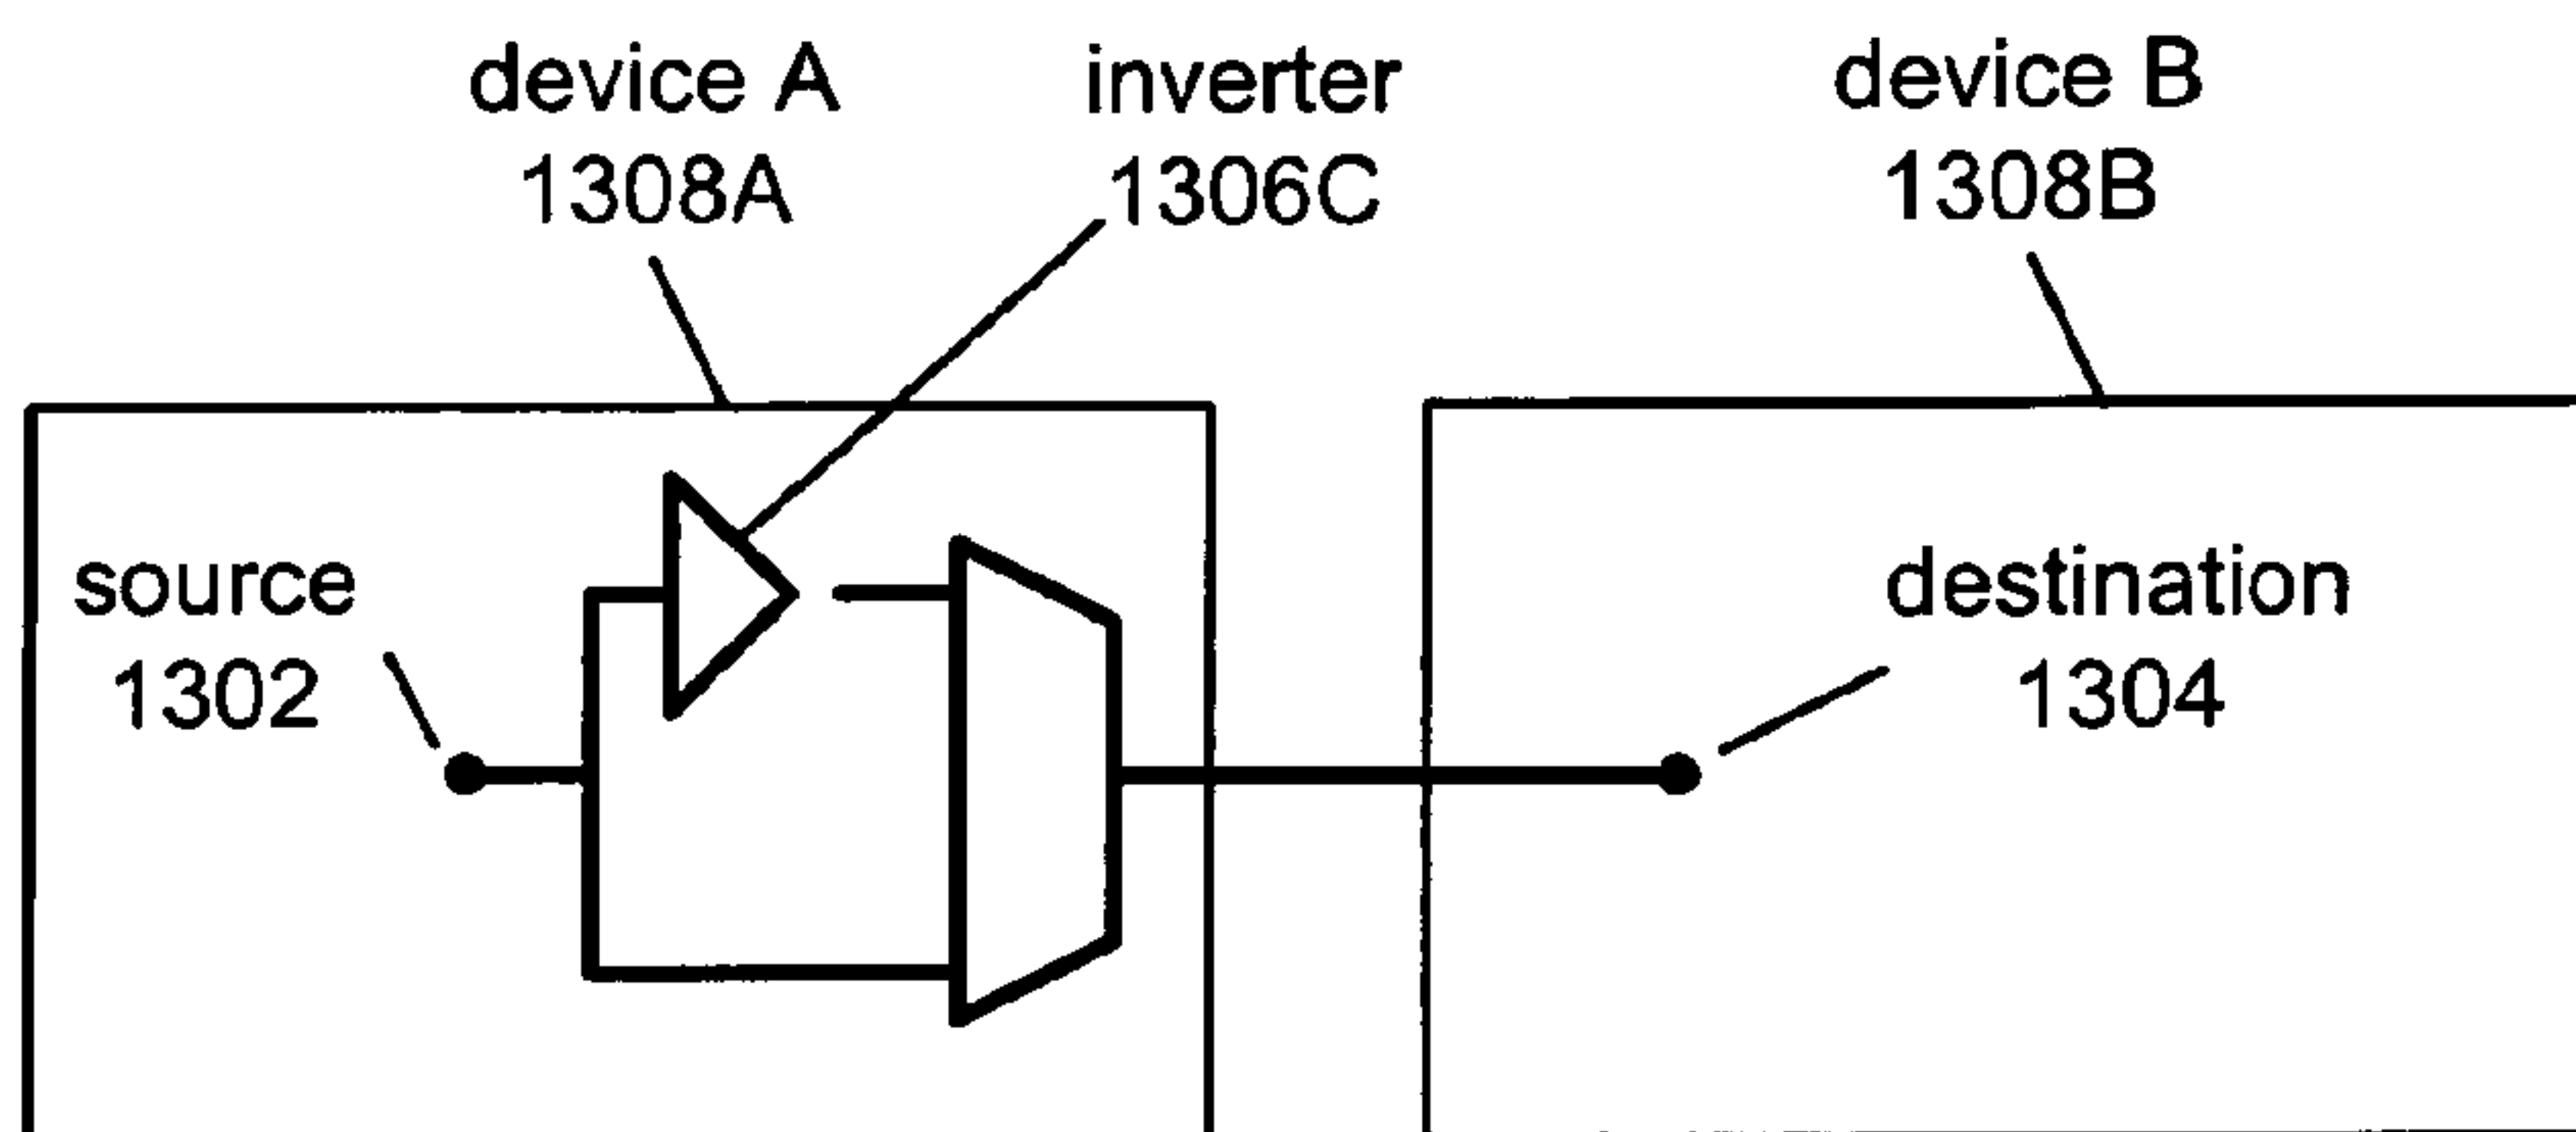 device A
1308A
inverter
1306C
device B
1308B
source
1302
destination
1304